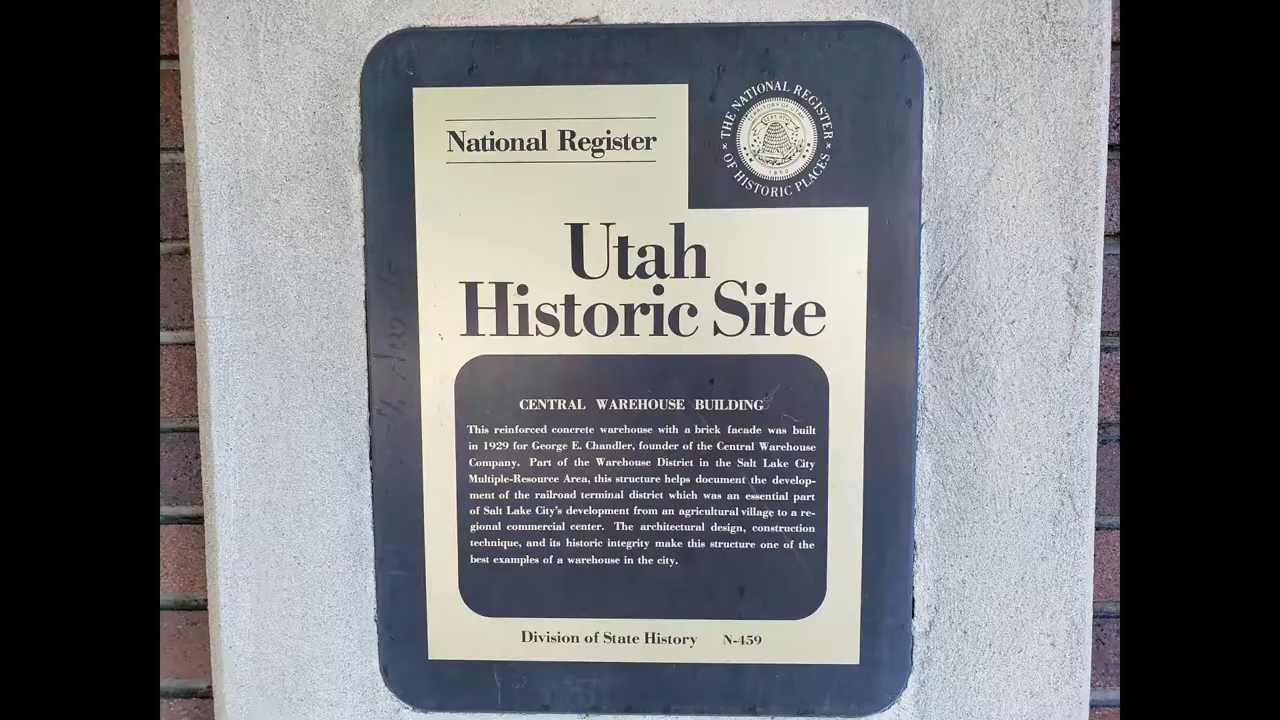 National Register
THE NATIONAL REGISTER
OF HISTORIC PLACES
TERRITORY OF UTAH
1850
Utah
Historic Site
CENTRAL WAREHOUSE BUILDING
This reinforced concrete warehouse with a brick facade was built
in 1929 for George E. Chandler, founder of the Central Warehouse
Company. Part of the Warehouse District in the Salt Lake City
Multiple-Resource Area, this structure helps document the develop-
ment of the railroad terminal district which was an essential part
of Salt Lake City's development from an agricultural village to a re-
gional commercial center. The architectural design, construction
technique, and its historic integrity make this structure one of the
best examples of a warehouse in the city.
Division of State History N-459